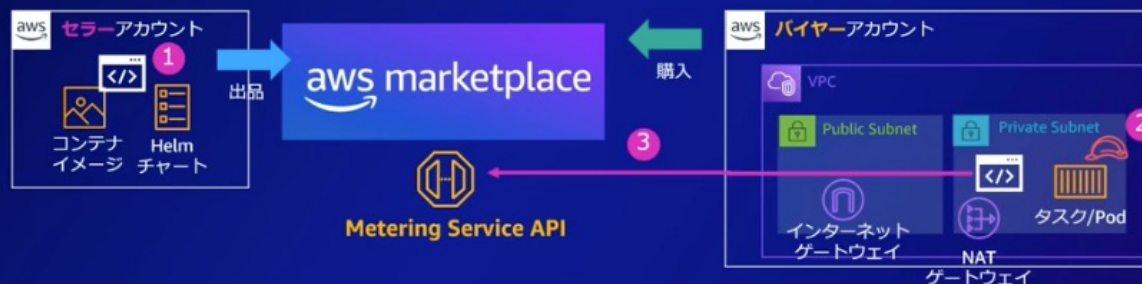 aws セラーアカウント
1
</>
コンテナ
イメージ
Helm
チャート
出品
aws marketplace
購入
Metering Service API
3
aws バイヤーアカウント
VPC
Public Subnet
インターネット
ゲートウェイ
Private Subnet
2
</>
タスク/Pod
NAT
ゲートウェイ